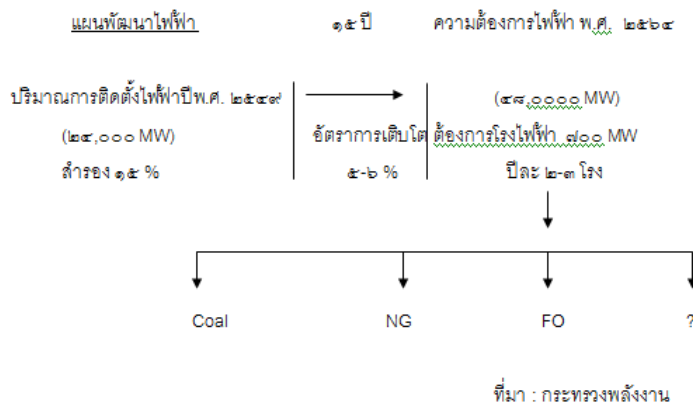 แผนพัฒนาไฟฟ้า ๑๕ ปี ความต้องการไฟฟ้า พ.ศ. ๒๕๖๔
ปริมาณการติดตั้งไฟฟ้าปีพ.ศ. ๒๕๔๙ (๔๘,๐๐๐๐ MW)
(๒๔,๐๐๐ MW) อัตราการเติบโต ต้องการโรงไฟฟ้า ๗๐๐ MW
สำรอง ๑๕ % ๕-๖ % ปีละ ๒-๓ โรง
Coal NG FO ?
ที่มา : กระทรวงพลังงาน